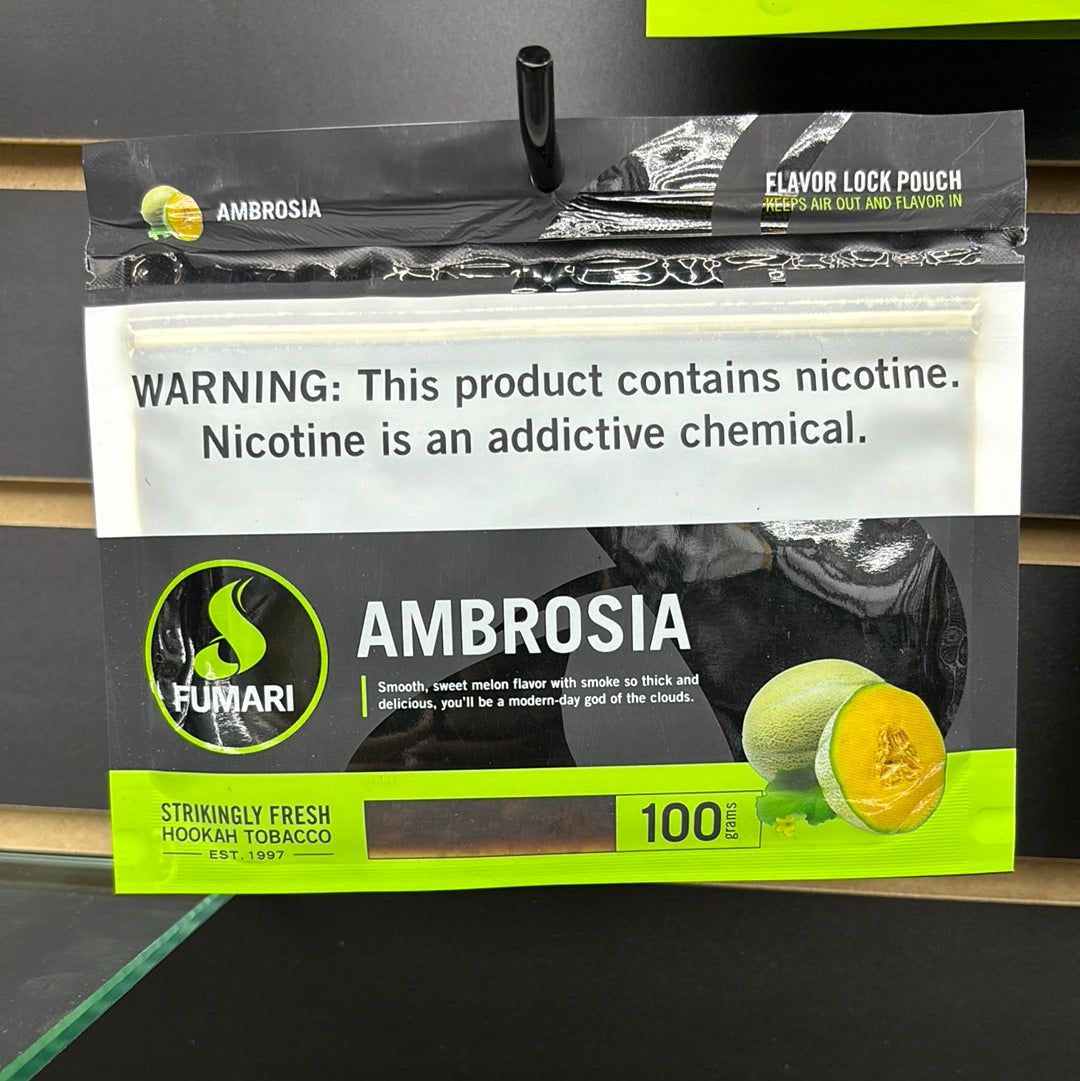 AMBROSIA
FLAVOR LOCK POUCH
KEEPS AIR OUT AND FLAVOR IN
WARNING: This product contains nicotine.
Nicotine is an addictive chemical.
FUMARI
AMBROSIA
Smooth, sweet melon flavor with smoke so thick and
delicious, you'll be a modern-day god of the clouds.
STRIKINGLY FRESH
HOOKAH TOBACCO
EST. 1997
100 grams